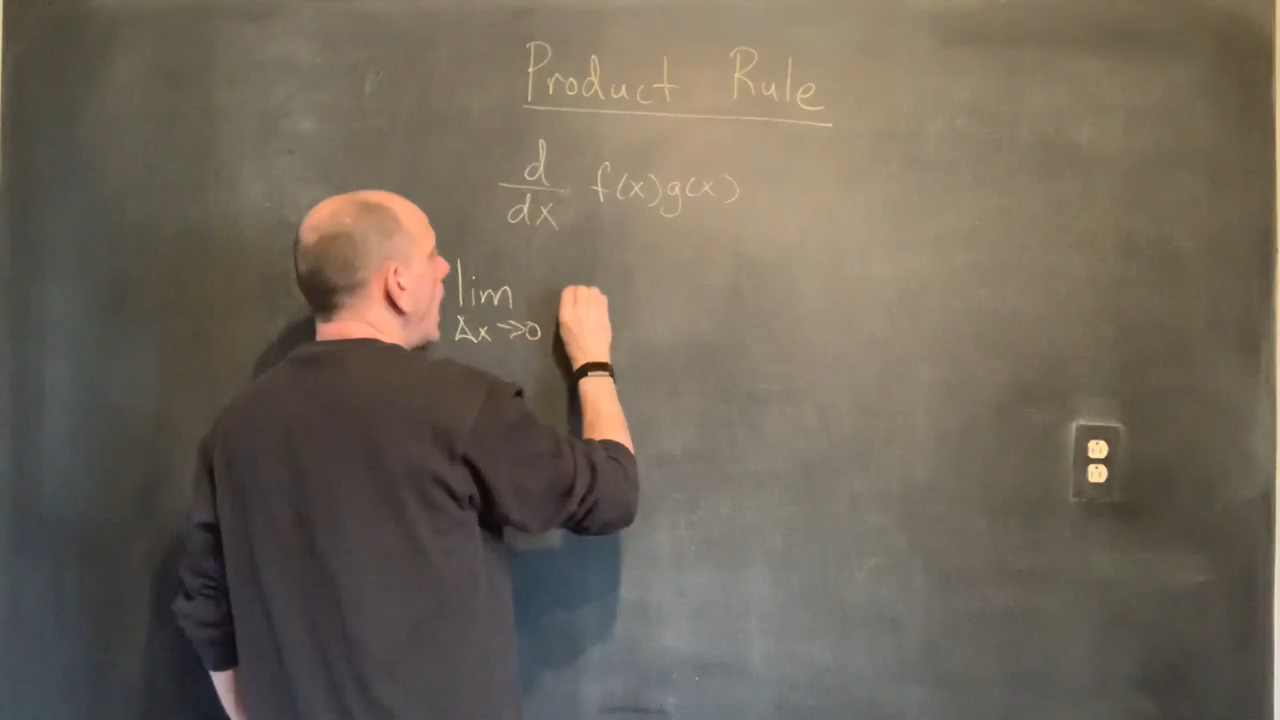 Product Rule
d/dx f(x)g(x)
lim
Δx→0